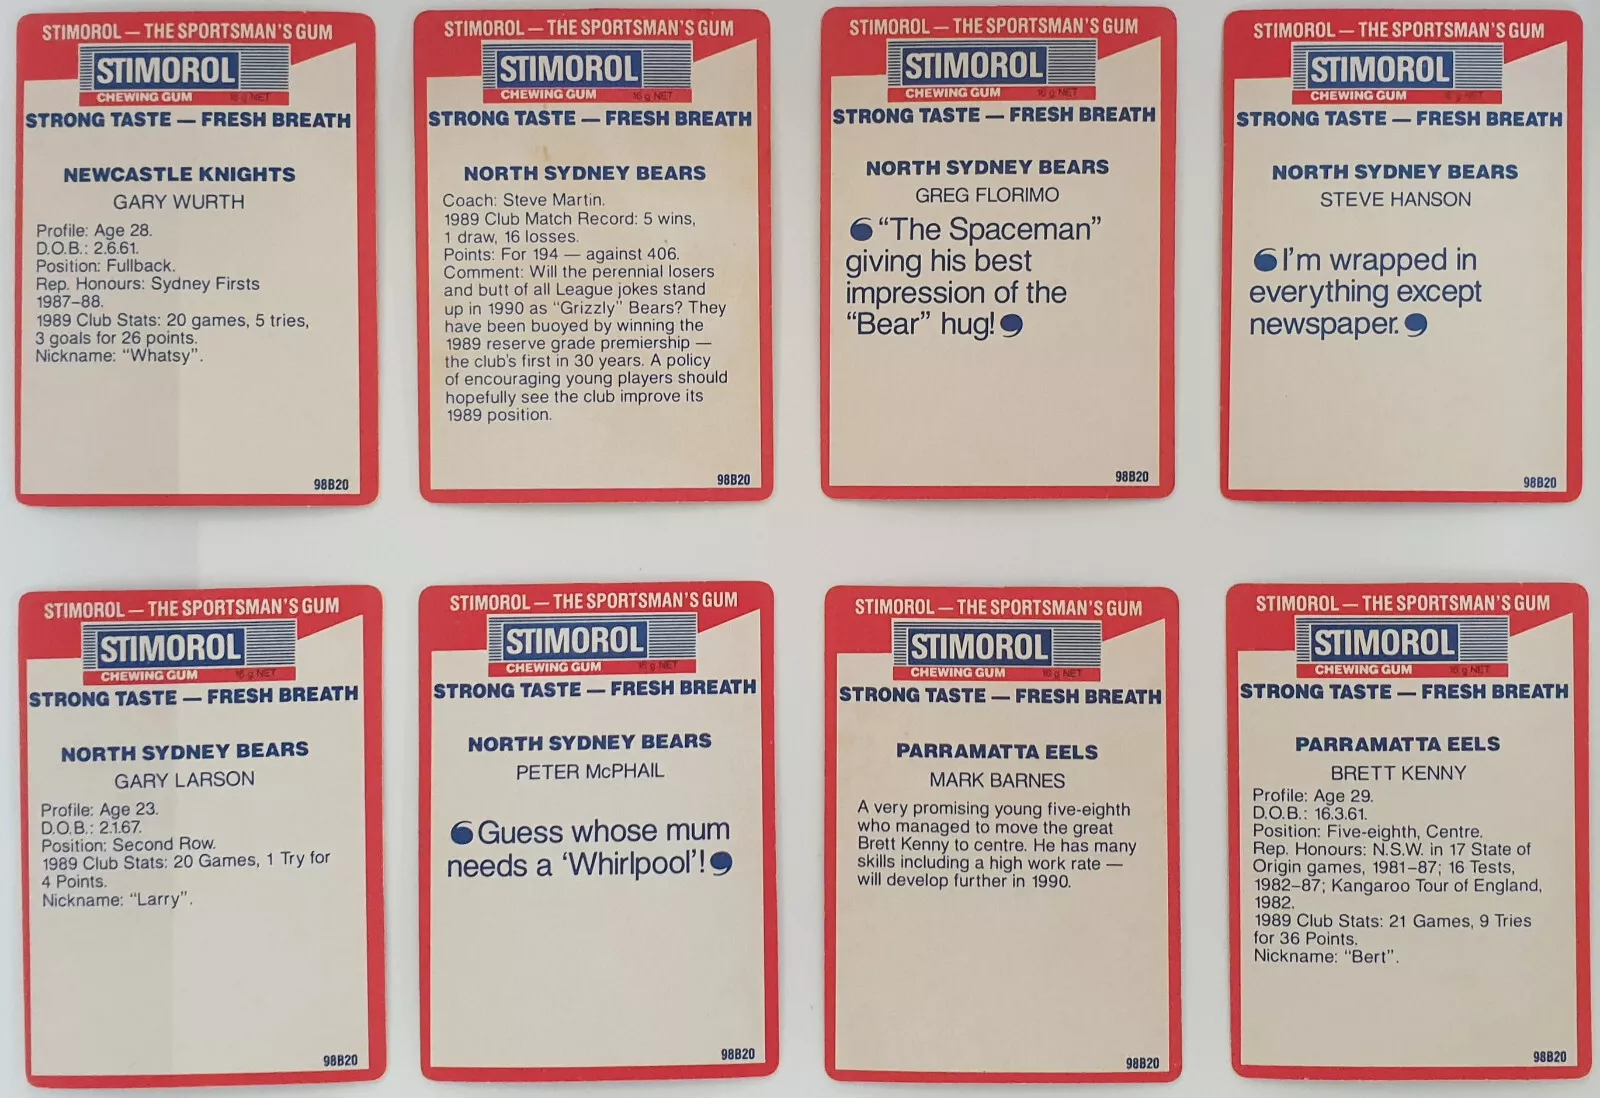 STIMOROL — THE SPORTSMAN'S GUM
STIMOROL
CHEWING GUM 16 g NET
STRONG TASTE — FRESH BREATH
NEWCASTLE KNIGHTS
GARY WURTH
Profile: Age 28.
D.O.B.: 2.6.61.
Position: Fullback.
Rep. Honours: Sydney Firsts
1987–88.
1989 Club Stats: 20 games, 5 tries,
3 goals for 26 points.
Nickname: “Whatsy”.
98B20
STIMOROL — THE SPORTSMAN'S GUM
STIMOROL
CHEWING GUM 16 g NET
STRONG TASTE — FRESH BREATH
NORTH SYDNEY BEARS
Coach: Steve Martin.
1989 Club Match Record: 5 wins,
1 draw, 16 losses.
Points: For 194 — against 406.
Comment: Will the perennial losers
and butt of all League jokes stand
up in 1990 as “Grizzly” Bears? They
have been buoyed by winning the
1989 reserve grade premiership —
the club's first in 30 years. A policy
of encouraging young players should
hopefully see the club improve its
1989 position.
98B20
STIMOROL — THE SPORTSMAN'S GUM
STIMOROL
CHEWING GUM 16 g NET
STRONG TASTE — FRESH BREATH
NORTH SYDNEY BEARS
GREG FLORIMO
“The Spaceman”
giving his best
impression of the
“Bear” hug!
98B20
STIMOROL — THE SPORTSMAN'S GUM
STIMOROL
CHEWING GUM 16 g NET
STRONG TASTE — FRESH BREATH
NORTH SYDNEY BEARS
STEVE HANSON
I'm wrapped in
everything except
newspaper.
98B20
STIMOROL — THE SPORTSMAN'S GUM
STIMOROL
CHEWING GUM 16 g NET
STRONG TASTE — FRESH BREATH
NORTH SYDNEY BEARS
GARY LARSON
Profile: Age 23.
D.O.B.: 2.1.67.
Position: Second Row.
1989 Club Stats: 20 Games, 1 Try for
4 Points.
Nickname: “Larry”.
98B20
STIMOROL — THE SPORTSMAN'S GUM
STIMOROL
CHEWING GUM 16 g NET
STRONG TASTE — FRESH BREATH
NORTH SYDNEY BEARS
PETER McPHAIL
Guess whose mum
needs a ‘Whirlpool’!
98B20
STIMOROL — THE SPORTSMAN'S GUM
STIMOROL
CHEWING GUM 16 g NET
STRONG TASTE — FRESH BREATH
PARRAMATTA EELS
MARK BARNES
A very promising young five-eighth
who managed to move the great
Brett Kenny to centre. He has many
skills including a high work rate —
will develop further in 1990.
98B20
STIMOROL — THE SPORTSMAN'S GUM
STIMOROL
CHEWING GUM 16 g NET
STRONG TASTE — FRESH BREATH
PARRAMATTA EELS
BRETT KENNY
Profile: Age 29.
D.O.B.: 16.3.61.
Position: Five-eighth, Centre.
Rep. Honours: N.S.W. in 17 State of
Origin games, 1981–87; 16 Tests,
1982–87; Kangaroo Tour of England,
1982.
1989 Club Stats: 21 Games, 9 Tries
for 36 Points.
Nickname: “Bert”.
98B20